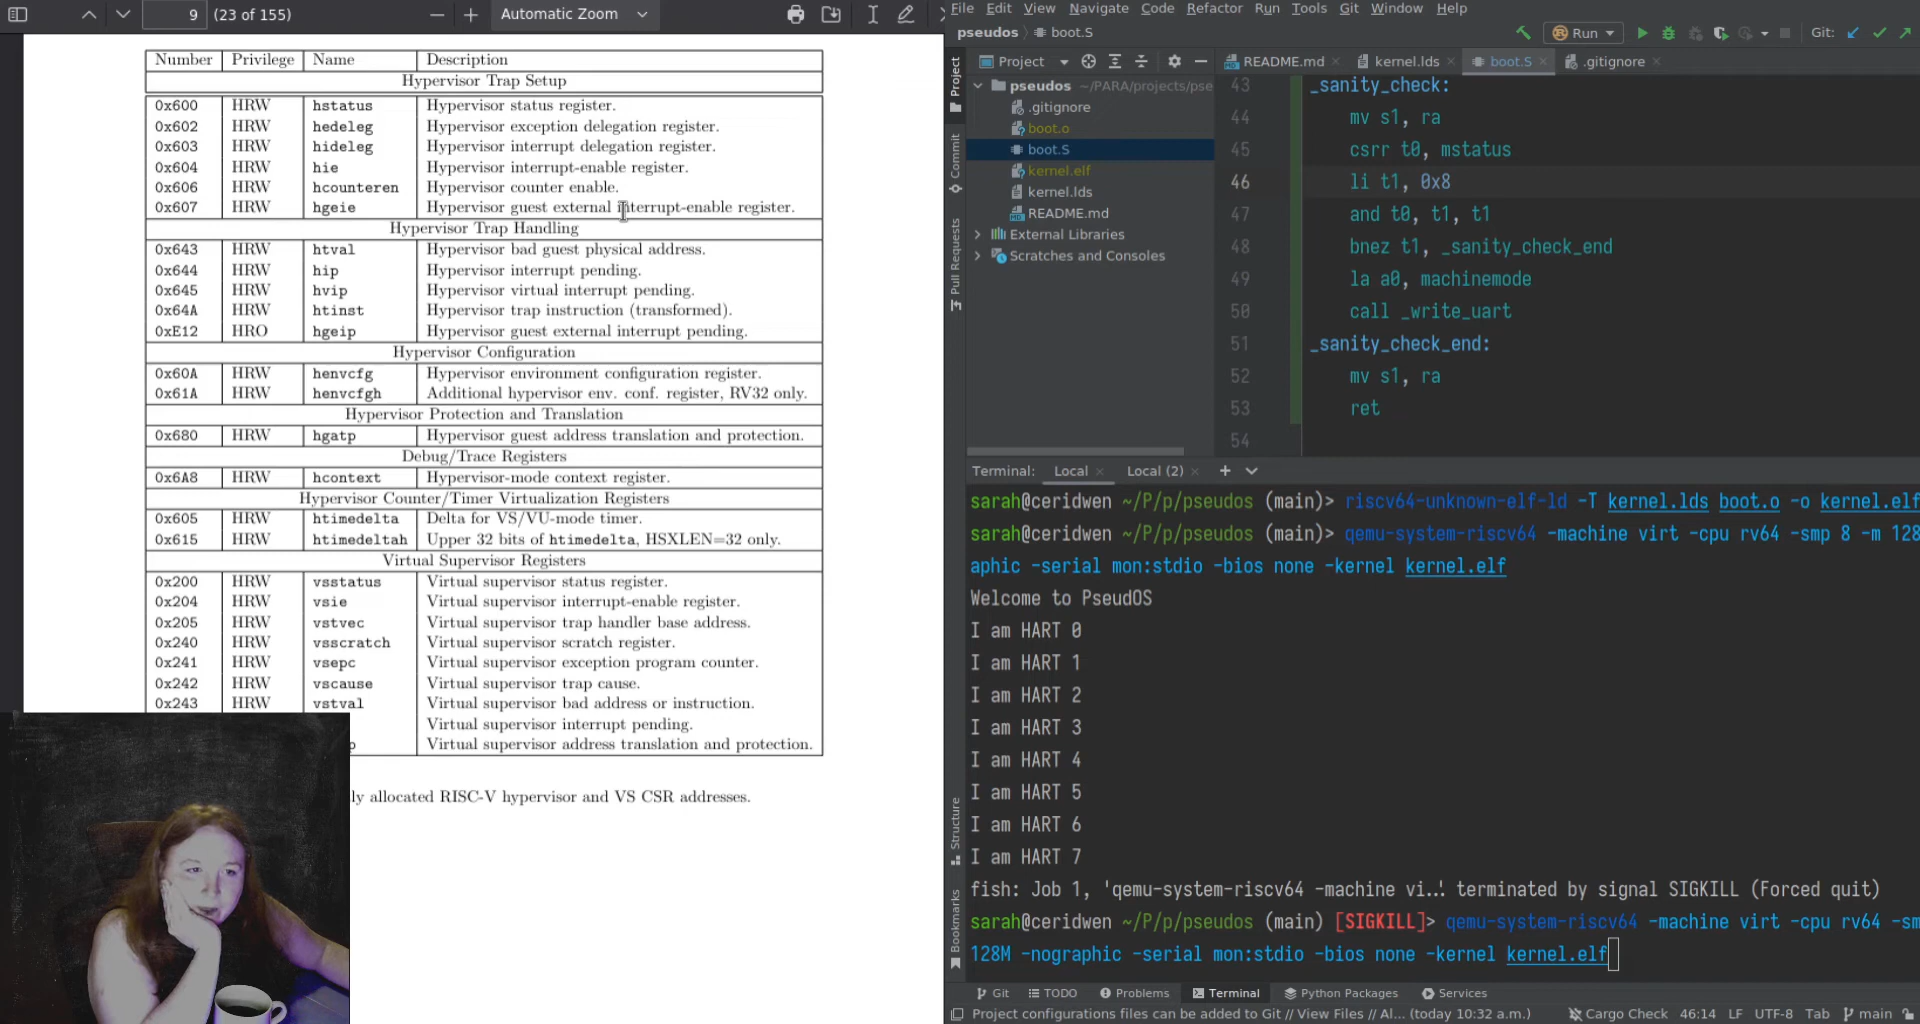 9 (23 of 155) Automatic Zoom
Number Privilege Name Description
Hypervisor Trap Setup
0x600 HRW hstatus Hypervisor status register.
0x602 HRW hedeleg Hypervisor exception delegation register.
0x603 HRW hideleg Hypervisor interrupt delegation register.
0x604 HRW hie Hypervisor interrupt-enable register.
0x606 HRW hcounteren Hypervisor counter enable.
0x607 HRW hgeie Hypervisor guest external interrupt-enable register.
Hypervisor Trap Handling
0x643 HRW htval Hypervisor bad guest physical address.
0x644 HRW hip Hypervisor interrupt pending.
0x645 HRW hvip Hypervisor virtual interrupt pending.
0x64A HRW htinst Hypervisor trap instruction (transformed).
0xE12 HRO hgeip Hypervisor guest external interrupt pending.
Hypervisor Configuration
0x60A HRW henvcfg Hypervisor environment configuration register.
0x61A HRW henvcfgh Additional hypervisor env. conf. register, RV32 only.
Hypervisor Protection and Translation
0x680 HRW hgatp Hypervisor guest address translation and protection.
Debug/Trace Registers
0x6A8 HRW hcontext Hypervisor-mode context register.
Hypervisor Counter/Timer Virtualization Registers
0x605 HRW htimedelta Delta for VS/VU-mode timer.
0x615 HRW htimedeltah Upper 32 bits of htimedelta, HSXLEN=32 only.
Virtual Supervisor Registers
0x200 HRW vsstatus Virtual supervisor status register.
0x204 HRW vsie Virtual supervisor interrupt-enable register.
0x205 HRW vstvec Virtual supervisor trap handler base address.
0x240 HRW vsscratch Virtual supervisor scratch register.
0x241 HRW vsepc Virtual supervisor exception program counter.
0x242 HRW vscause Virtual supervisor trap cause.
0x243 HRW vstval Virtual supervisor bad address or instruction.
Virtual supervisor interrupt pending.
p Virtual supervisor address translation and protection.
ly allocated RISC-V hypervisor and VS CSR addresses.
File Edit View Navigate Code Refactor Run Tools Git Window Help
pseudos boot.S Run Git:
Project README.md kernel.lds boot.S .gitignore
Project
Commit
Pull Requests
pseudos ~/PARA/projects/pse
.gitignore
boot.o
boot.S
kernel.elf
kernel.lds
README.md
External Libraries
Scratches and Consoles
43 _sanity_check:
44 mv s1, ra
45 csrr t0, mstatus
46 li t1, 0x8
47 and t0, t1, t1
48 bnez t1, _sanity_check_end
49 la a0, machinemode
50 call _write_uart
51 _sanity_check_end:
52 mv s1, ra
53 ret
54
Terminal: Local Local (2)
sarah@ceridwen ~/P/p/pseudos (main)> riscv64-unknown-elf-ld -T kernel.lds boot.o -o kernel.elf
sarah@ceridwen ~/P/p/pseudos (main)> qemu-system-riscv64 -machine virt -cpu rv64 -smp 8 -m 128
aphic -serial mon:stdio -bios none -kernel kernel.elf
Welcome to PseudOS
I am HART 0
I am HART 1
I am HART 2
I am HART 3
I am HART 4
I am HART 5
I am HART 6
I am HART 7
fish: Job 1, 'qemu-system-riscv64 -machine vi…' terminated by signal SIGKILL (Forced quit)
sarah@ceridwen ~/P/p/pseudos (main) [SIGKILL]> qemu-system-riscv64 -machine virt -cpu rv64 -sm
128M -nographic -serial mon:stdio -bios none -kernel kernel.elf
Structure
Bookmarks
Git TODO Problems Terminal Python Packages Services
Project configurations files can be added to Git // View Files // Al... (today 10:32 a.m.) Cargo Check 46:14 LF UTF-8 Tab main